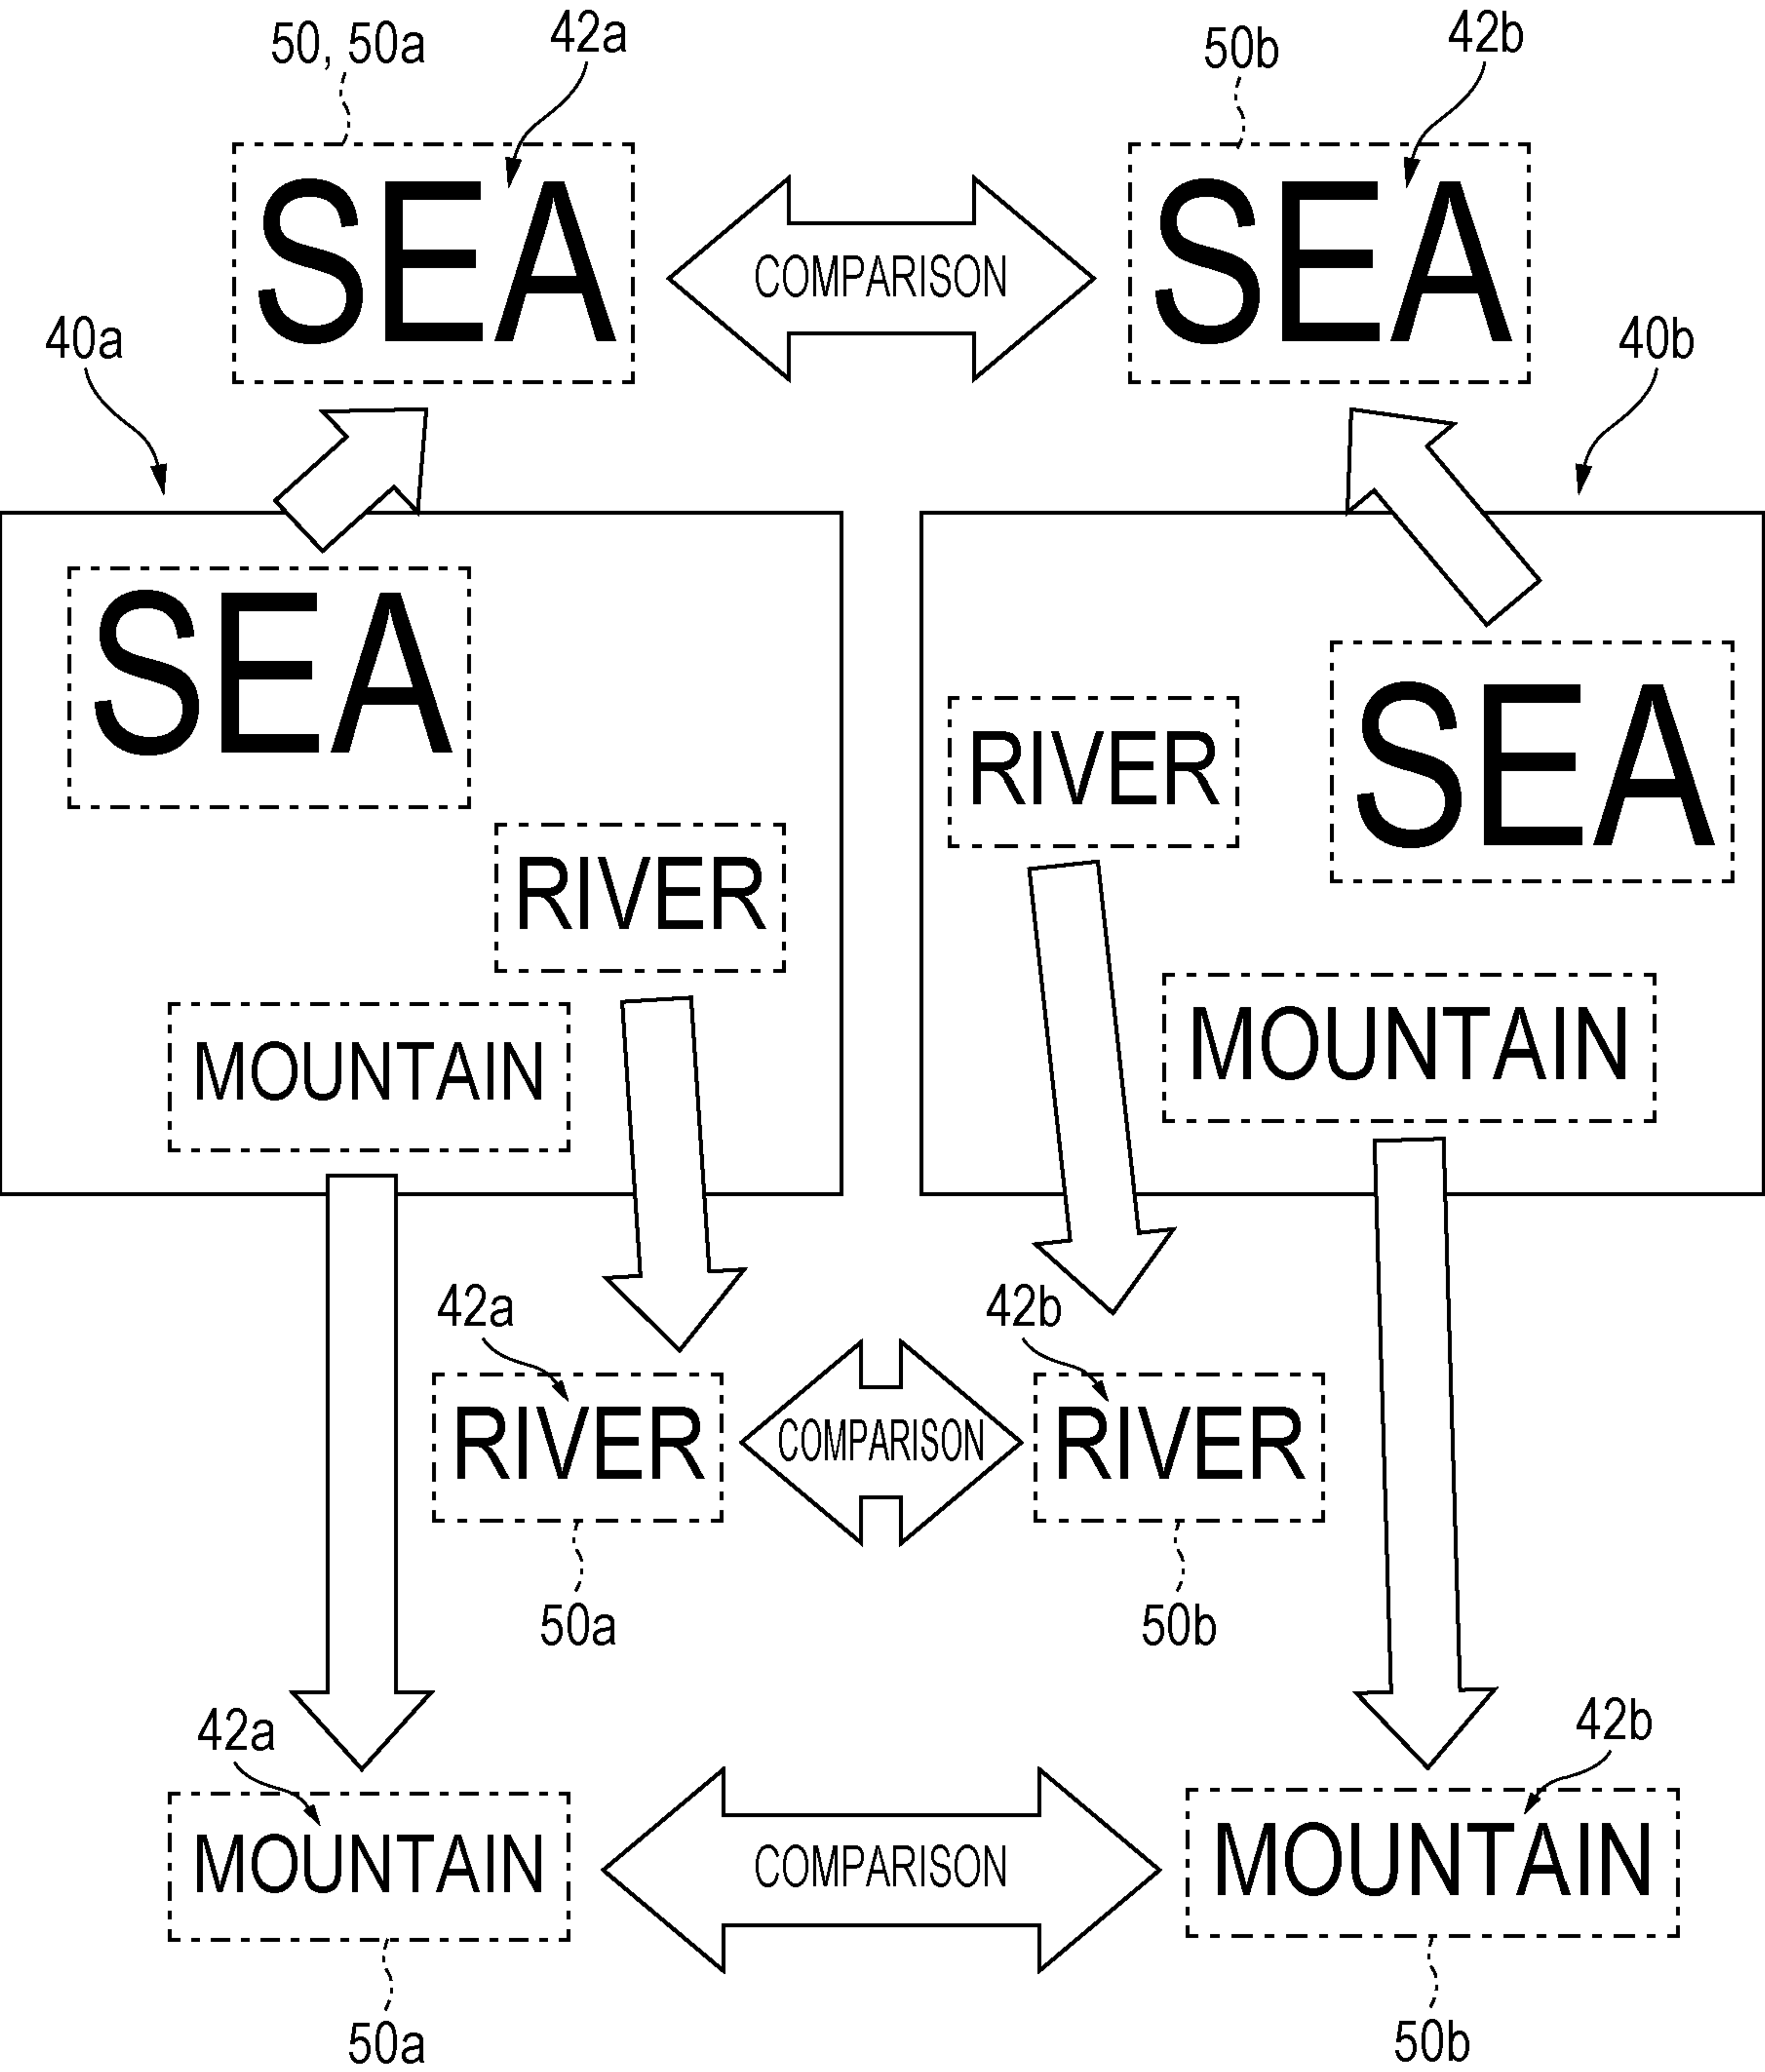 50, 50a
42a
50b
42b
SEA
COMPARISON
SEA
40a
40b
SEA
RIVER
SEA
RIVER
MOUNTAIN
MOUNTAIN
42a
42b
RIVER
COMPARISON
RIVER
50a
50b
42a
42b
MOUNTAIN
COMPARISON
MOUNTAIN
50a
50b